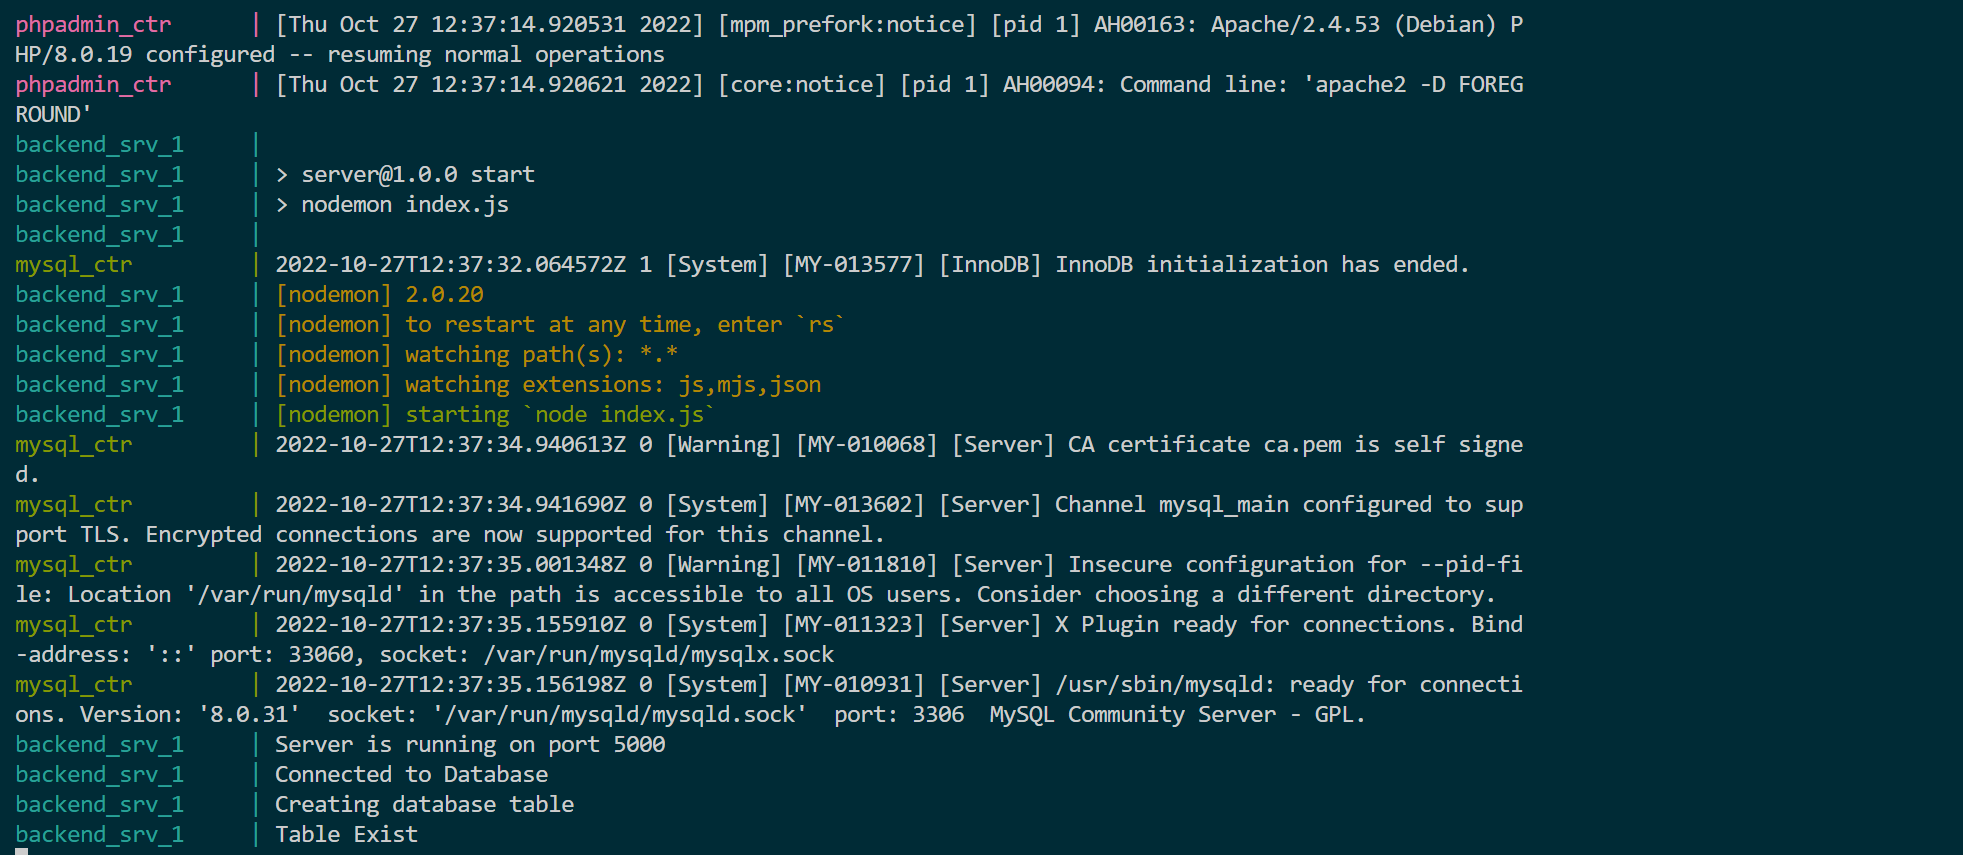 phpadmin_ctr      | [Thu Oct 27 12:37:14.920531 2022] [mpm_prefork:notice] [pid 1] AH00163: Apache/2.4.53 (Debian) P
HP/8.0.19 configured -- resuming normal operations
phpadmin_ctr      | [Thu Oct 27 12:37:14.920621 2022] [core:notice] [pid 1] AH00094: Command line: 'apache2 -D FOREG
ROUND'
backend_srv_1     |
backend_srv_1     | > server@1.0.0 start
backend_srv_1     | > nodemon index.js
backend_srv_1     |
mysql_ctr         | 2022-10-27T12:37:32.064572Z 1 [System] [MY-013577] [InnoDB] InnoDB initialization has ended.
backend_srv_1     | [nodemon] 2.0.20
backend_srv_1     | [nodemon] to restart at any time, enter `rs`
backend_srv_1     | [nodemon] watching path(s): *.*
backend_srv_1     | [nodemon] watching extensions: js,mjs,json
backend_srv_1     | [nodemon] starting `node index.js`
mysql_ctr         | 2022-10-27T12:37:34.940613Z 0 [Warning] [MY-010068] [Server] CA certificate ca.pem is self signe
d.
mysql_ctr         | 2022-10-27T12:37:34.941690Z 0 [System] [MY-013602] [Server] Channel mysql_main configured to sup
port TLS. Encrypted connections are now supported for this channel.
mysql_ctr         | 2022-10-27T12:37:35.001348Z 0 [Warning] [MY-011810] [Server] Insecure configuration for --pid-fi
le: Location '/var/run/mysqld' in the path is accessible to all OS users. Consider choosing a different directory.
mysql_ctr         | 2022-10-27T12:37:35.155910Z 0 [System] [MY-011323] [Server] X Plugin ready for connections. Bind
-address: '::' port: 33060, socket: /var/run/mysqld/mysqlx.sock
mysql_ctr         | 2022-10-27T12:37:35.156198Z 0 [System] [MY-010931] [Server] /usr/sbin/mysqld: ready for connecti
ons. Version: '8.0.31'  socket: '/var/run/mysqld/mysqld.sock'  port: 3306  MySQL Community Server - GPL.
backend_srv_1     | Server is running on port 5000
backend_srv_1     | Connected to Database
backend_srv_1     | Creating database table
backend_srv_1     | Table Exist